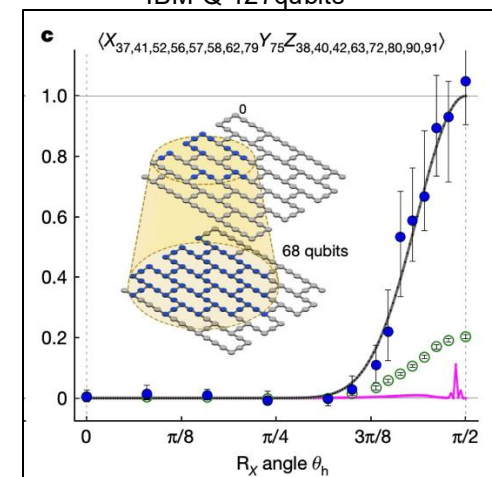 IBM-Q 127qubits
c
⟨X37,41,52,56,57,58,62,79Y75Z38,40,42,63,72,80,90,91⟩
0
1.0
0.8
0.6
68 qubits
0.4
0.2
0
0 π/8 π/4 3π/8 π/2
RX angle θh